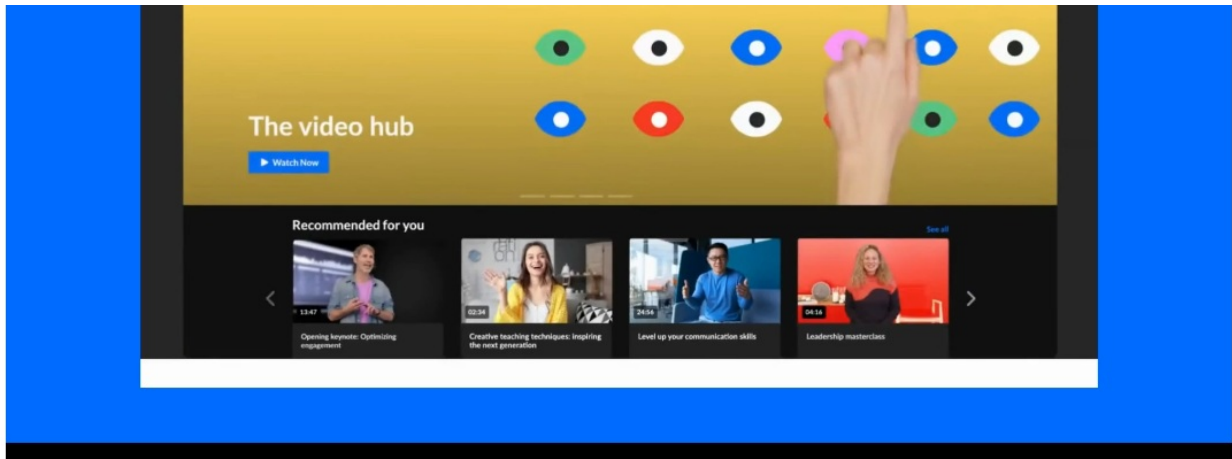 The video hub
Watch Now
Recommended for you
See all
13:47
02:34
24:56
04:16
Opening keynote: Optimizing
engagement
Creative teaching techniques: inspiring
the next generation
Level up your communication skills
Leadership masterclass